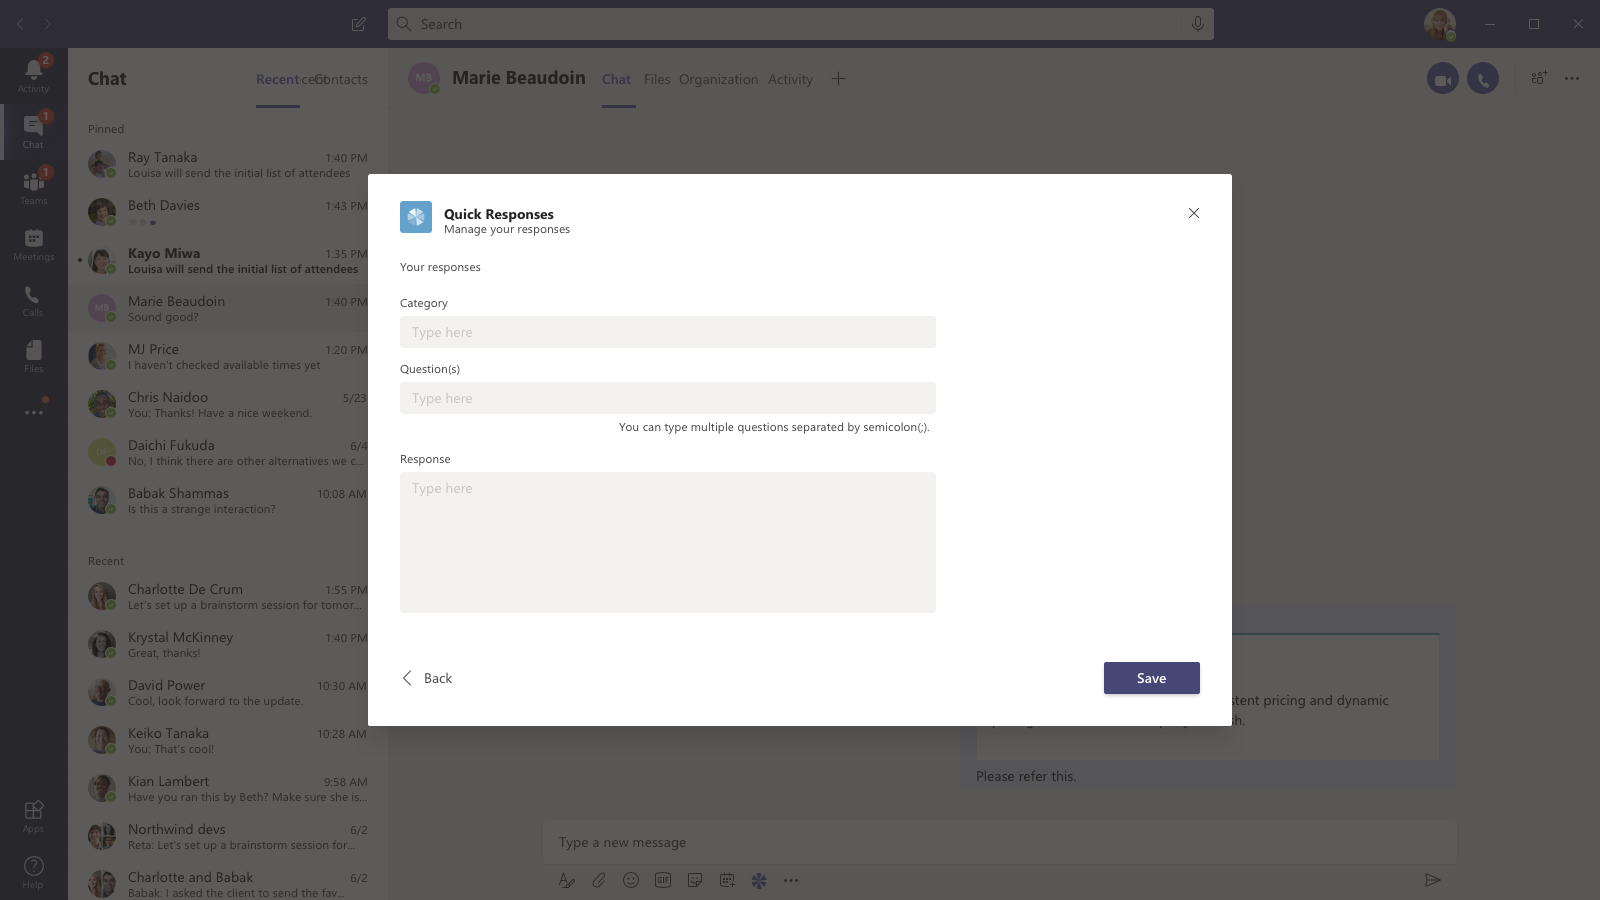 Search
2
Activity
1
Chat
1
Teams
Meetings
Calls
Files
Apps
Help
Chat
Recent
cent
Contacts
Pinned
Ray Tanaka 1:40 PM
Louisa will send the initial list of attendees
Beth Davies 1:43 PM
Kayo Miwa 1:35 PM
Louisa will send the initial list of attendees
MB
Marie Beaudoin 1:40 PM
Sound good?
MJ Price 1:20 PM
I haven't checked available times yet
Chris Naidoo 5/23
You: Thanks! Have a nice weekend.
DF
Daichi Fukuda 6/4
No, I think there are other alternatives we c...
Babak Shammas 10:08 AM
Is this a strange interaction?
Recent
Charlotte De Crum 1:55 PM
Let's set up a brainstorm session for tomor...
Krystal McKinney 1:40 PM
Great, thanks!
David Power 10:30 AM
Cool, look forward to the update.
Keiko Tanaka 10:28 AM
You: That's cool!
Kian Lambert 9:58 AM
Have you ran this by Beth? Make sure she is...
Northwind devs 6/2
Reta: Let's set up a brainstorm session for...
Charlotte and Babak 6/2
Babak: I asked the client to send the fav...
MB
Marie Beaudoin Chat Files Organization Activity
Quick Responses
Manage your responses
Your responses
Category
Type here
Question(s)
Type here
You can type multiple questions separated by semicolon(;).
Response
Type here
Back
Save
stent pricing and dynamic
sh.
Please refer this.
Type a new message
GIF